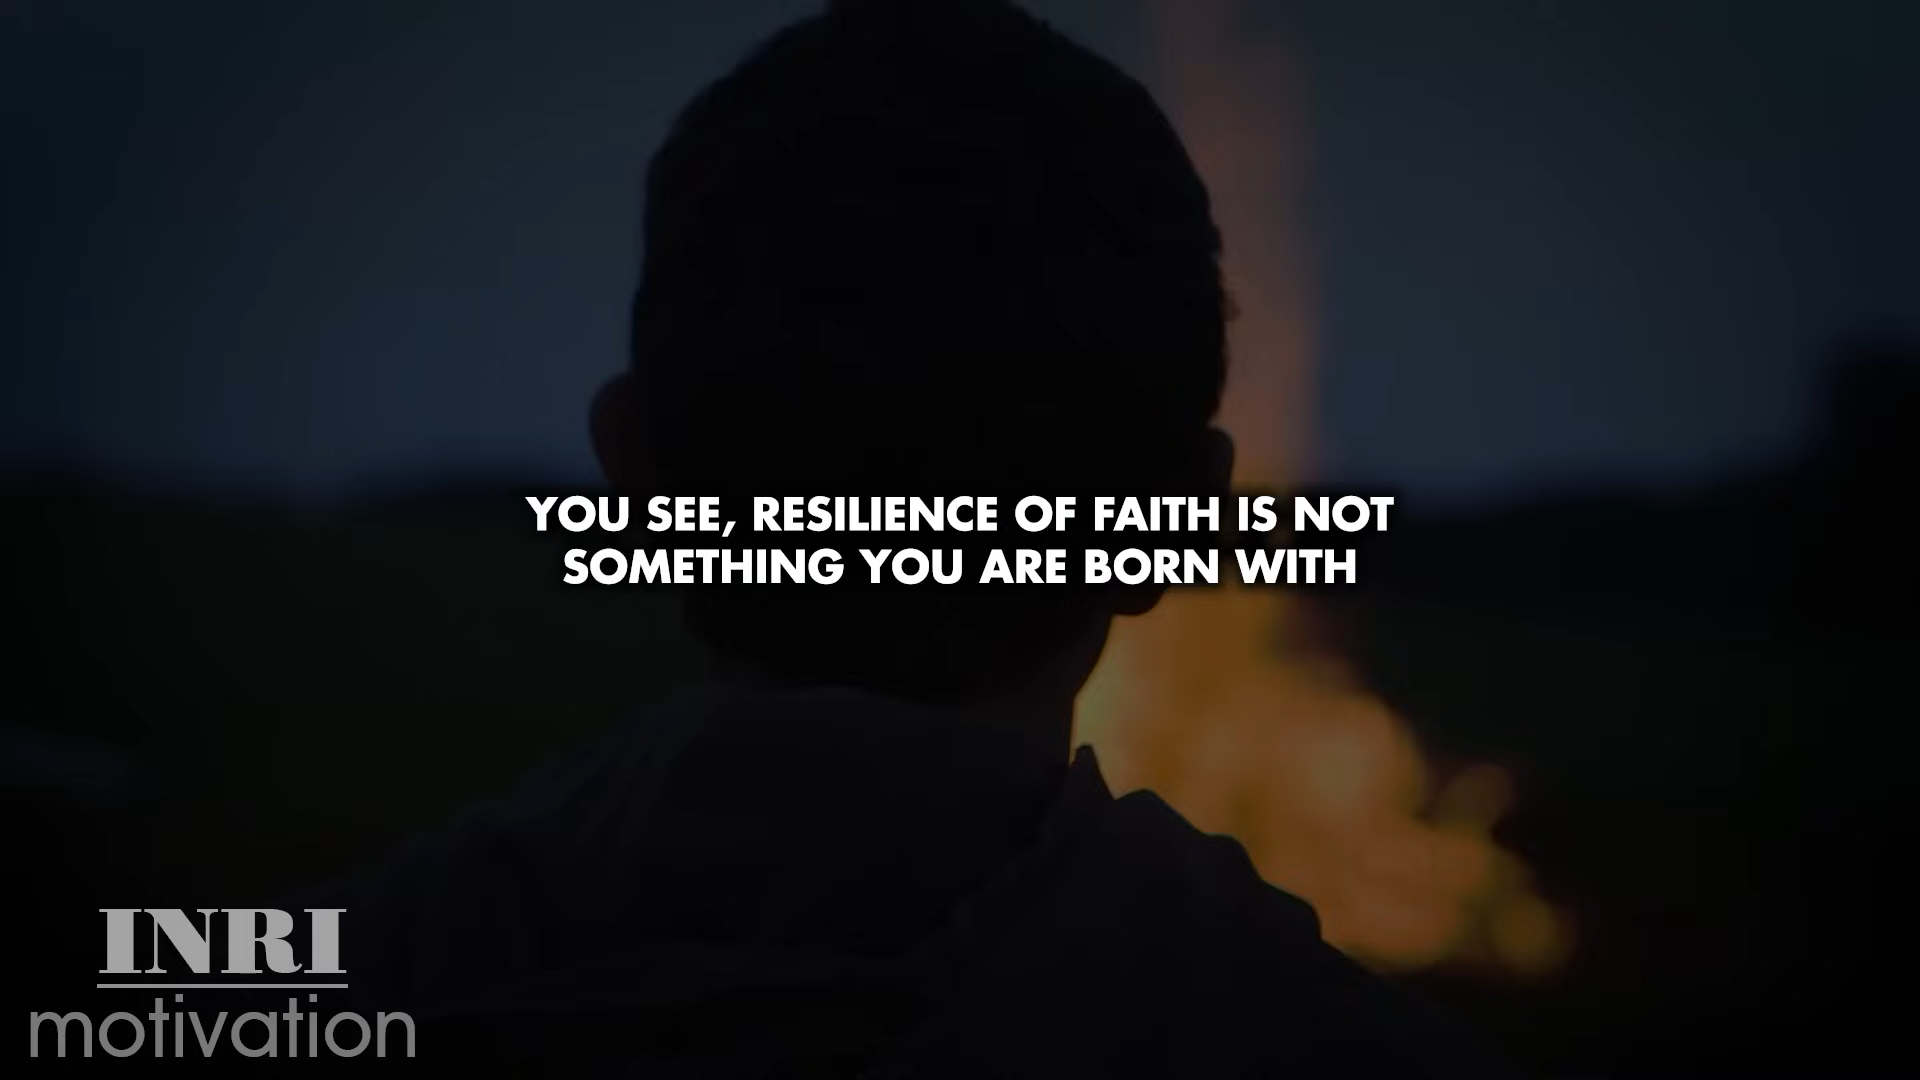 YOU SEE, RESILIENCE OF FAITH IS NOT
SOMETHING YOU ARE BORN WITH
INRI
motivation